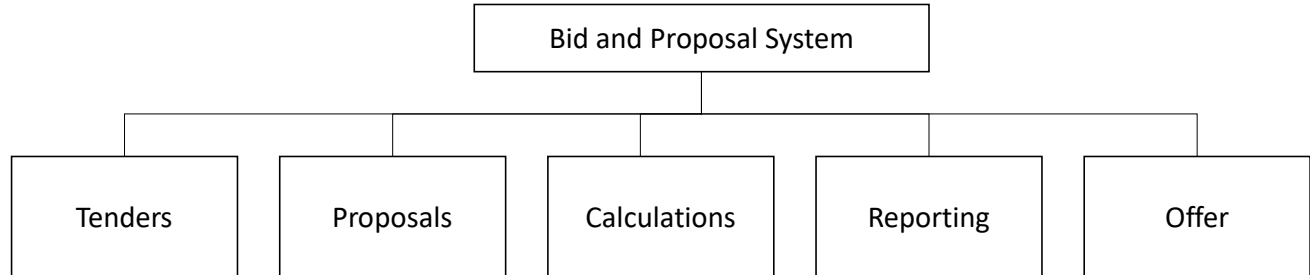 Bid and Proposal System
Tenders
Proposals
Calculations
Reporting
Offer